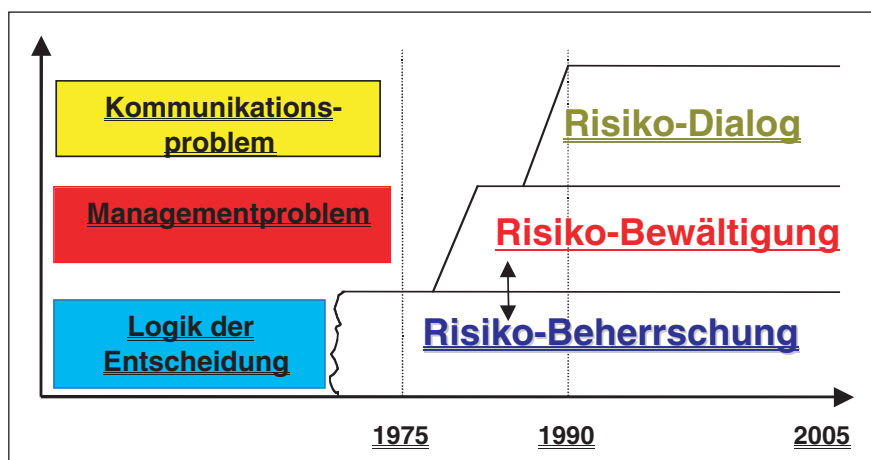 Kommunikations-
problem
Risiko-Dialog
Managementproblem
Risiko-Bewältigung
Logik der
Entscheidung
Risiko-Beherrschung
1975
1990
2005